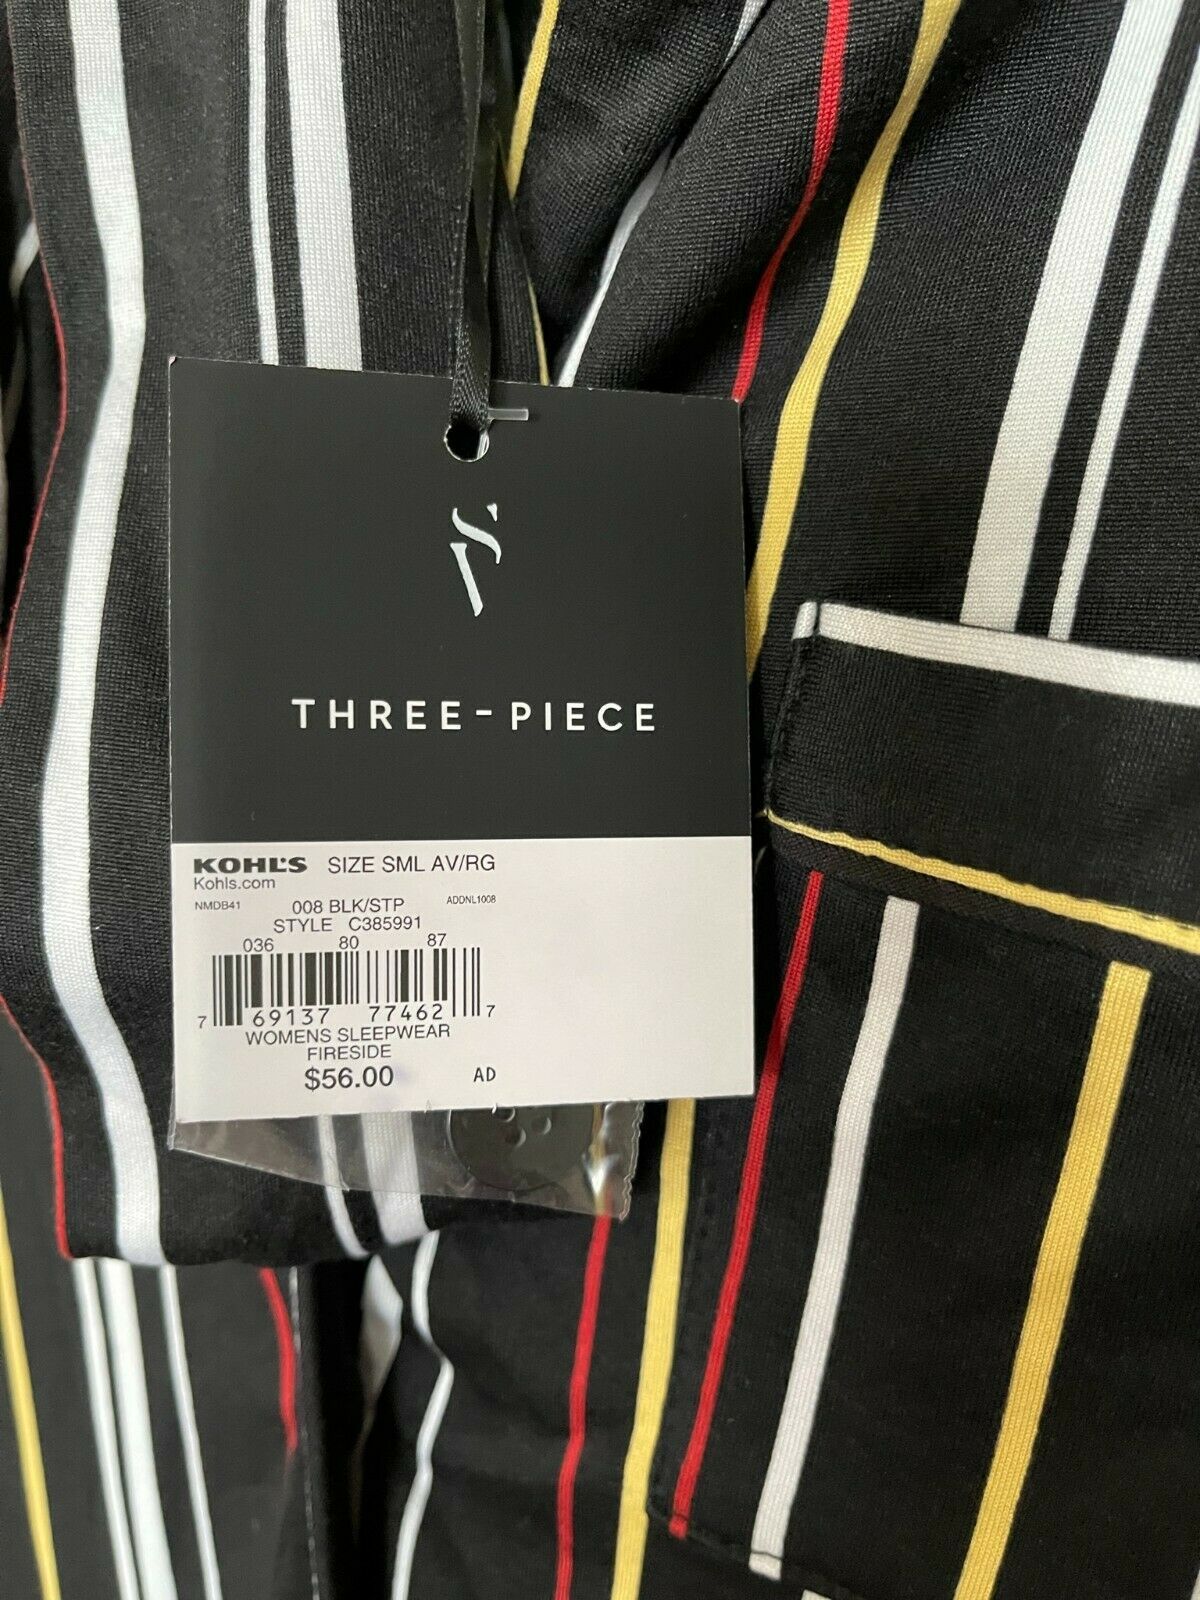 VS
THREE-PIECE
KOHL'S SIZE SML AV/RG
Kohls.com
NMDB41 008 BLK/STP ADDNL1008
STYLE C385991
036 80 87
7 69137 77462 7
WOMENS SLEEPWEAR
FIRESIDE
$56.00 AD